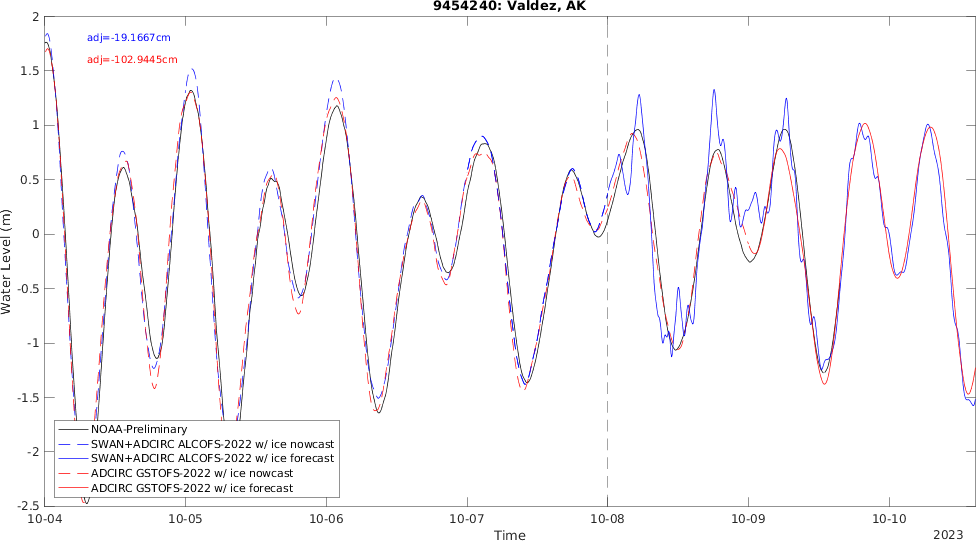 9454240: Valdez, AK
adj=-19.1667cm
adj=-102.9445cm
Water Level (m)
2
1.5
1
0.5
0
-0.5
-1
-1.5
-2
-2.5
NOAA-Preliminary
SWAN+ADCIRC ALCOFS-2022 w/ ice nowcast
SWAN+ADCIRC ALCOFS-2022 w/ ice forecast
ADCIRC GSTOFS-2022 w/ ice nowcast
ADCIRC GSTOFS-2022 w/ ice forecast
10-04 10-05 10-06 10-07 10-08 10-09 10-10
Time
2023